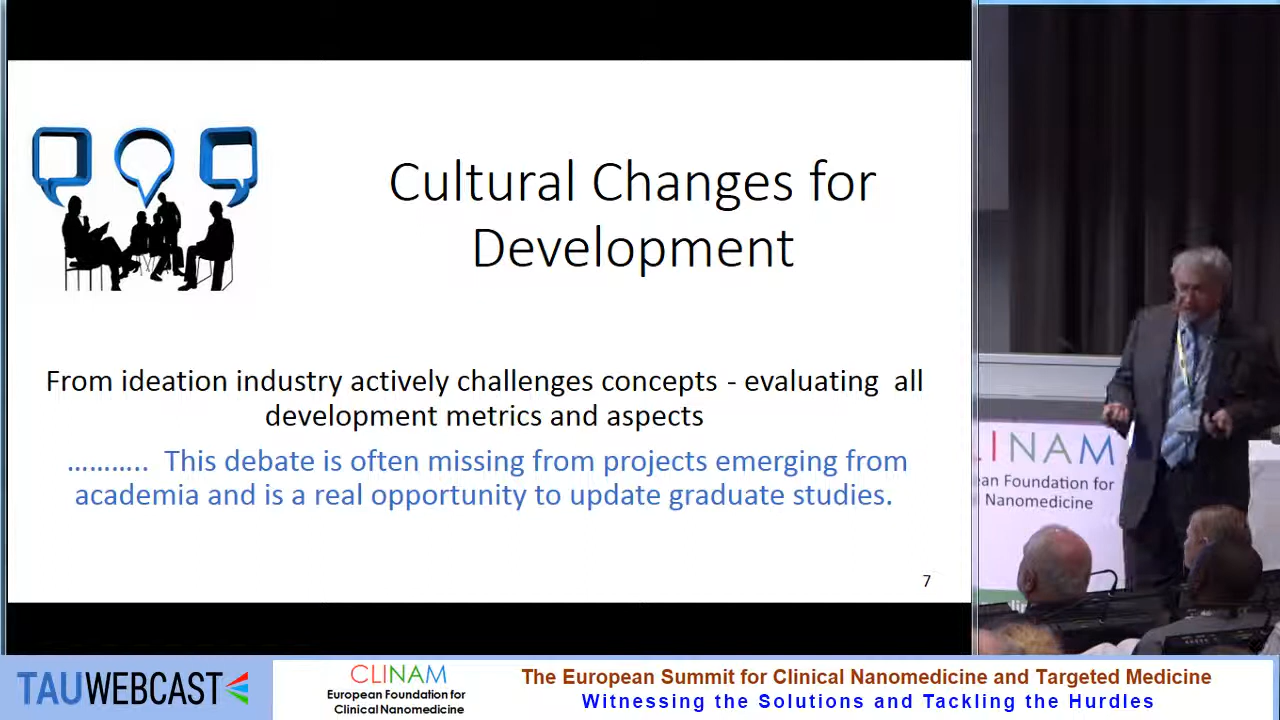 Cultural Changes for
Development
From ideation industry actively challenges concepts - evaluating all
development metrics and aspects
……….. This debate is often missing from projects emerging from
academia and is a real opportunity to update graduate studies.
7
LINAM
ean Foundation for
Nanomedicine
TAUWEBCAST
CLINAM
European Foundation for
Clinical Nanomedicine
The European Summit for Clinical Nanomedicine and Targeted Medicine
Witnessing the Solutions and Tackling the Hurdles